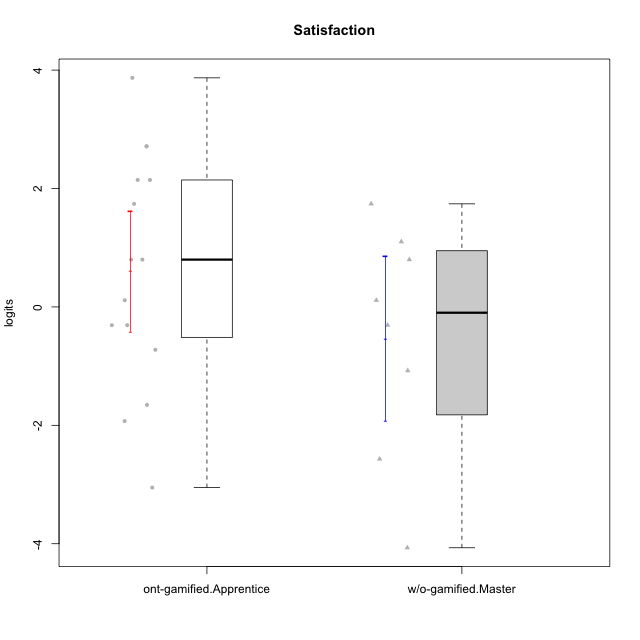 Satisfaction
logits
4
2
0
-2
-4
ont-gamified.Apprentice
w/o-gamified.Master